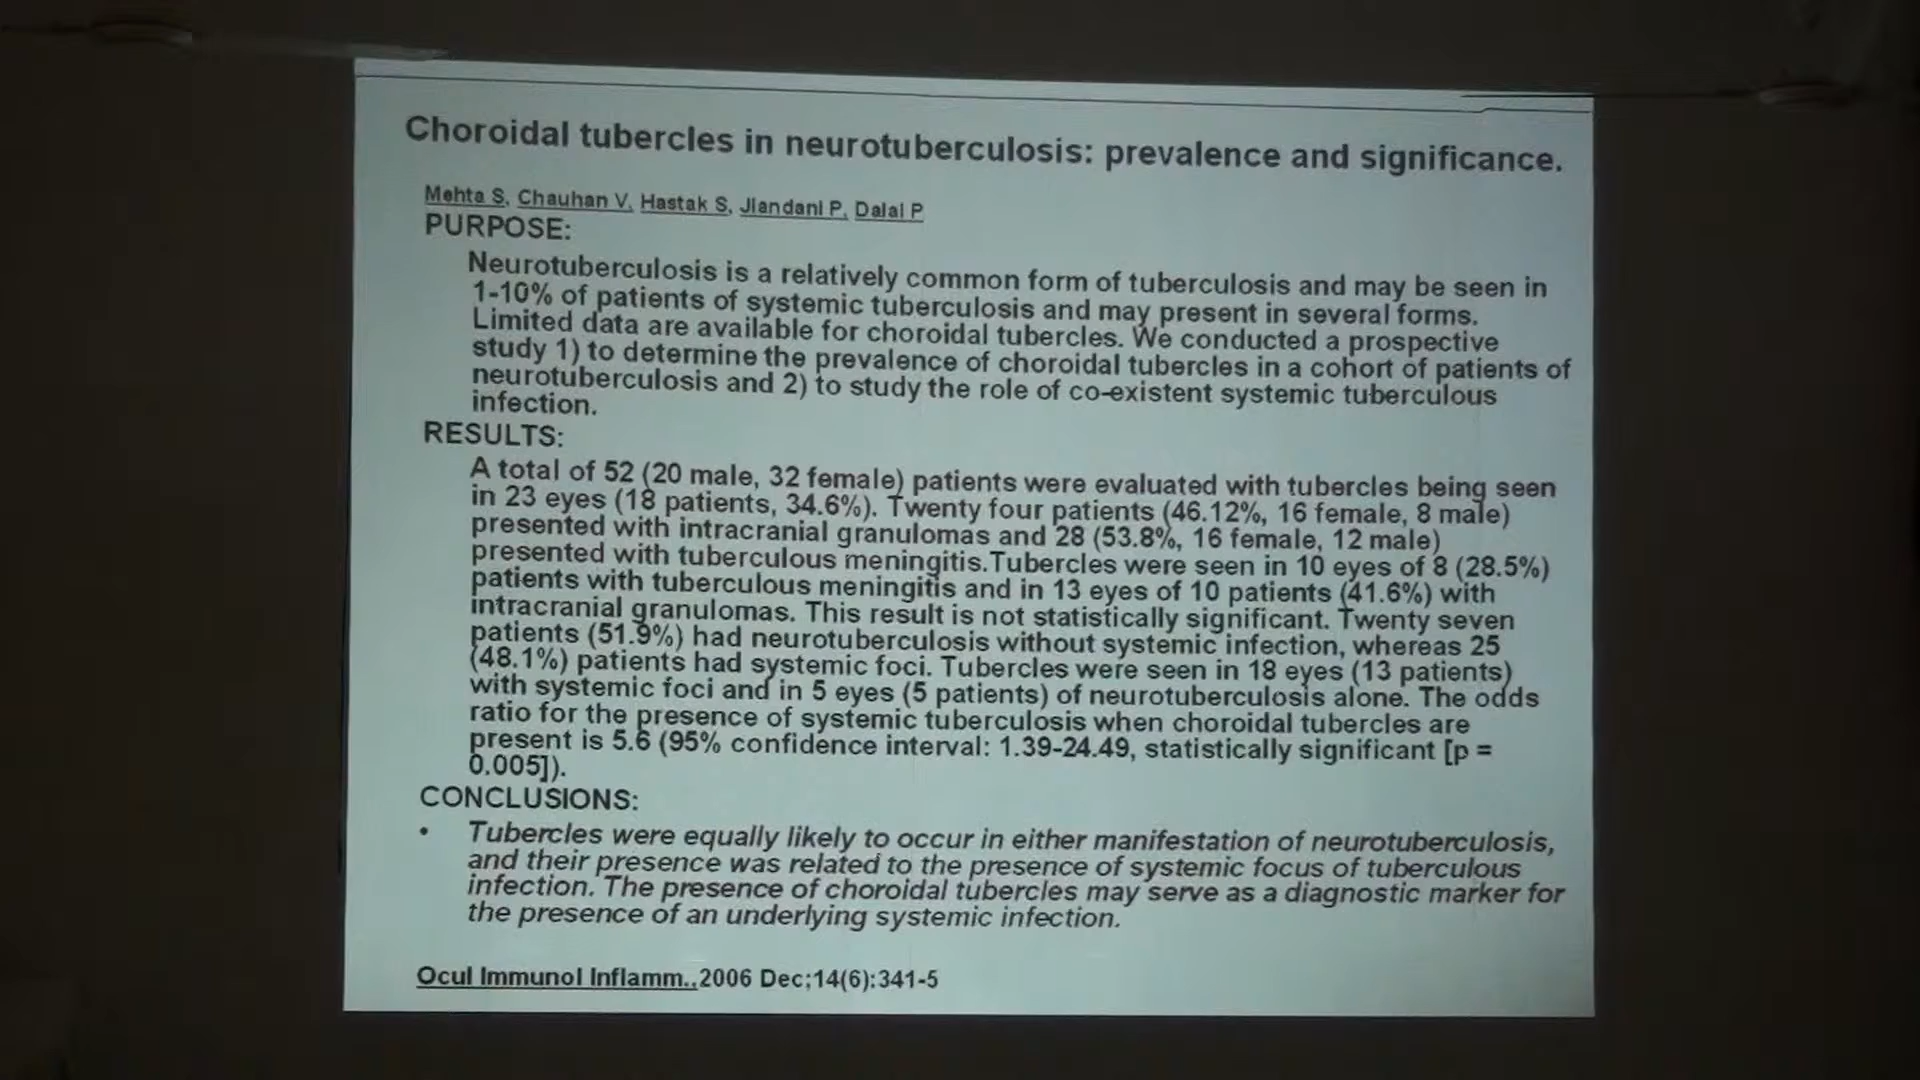 Choroidal tubercles in neurotuberculosis: prevalence and significance.
Mehta S, Chauhan V, Hastak S, Jiandani P, Dalal P
PURPOSE:
Neurotuberculosis is a relatively common form of tuberculosis and may be seen in
1-10% of patients of systemic tuberculosis and may present in several forms.
Limited data are available for choroidal tubercles. We conducted a prospective
study 1) to determine the prevalence of choroidal tubercles in a cohort of patients of
neurotuberculosis and 2) to study the role of co-existent systemic tuberculous
infection.
RESULTS:
A total of 52 (20 male, 32 female) patients were evaluated with tubercles being seen
in 23 eyes (18 patients, 34.6%). Twenty four patients (46.12%, 16 female, 8 male)
presented with intracranial granulomas and 28 (53.8%, 16 female, 12 male)
presented with tuberculous meningitis.Tubercles were seen in 10 eyes of 8 (28.5%)
patients with tuberculous meningitis and in 13 eyes of 10 patients (41.6%) with
intracranial granulomas. This result is not statistically significant. Twenty seven
patients (51.9%) had neurotuberculosis without systemic infection, whereas 25
(48.1%) patients had systemic foci. Tubercles were seen in 18 eyes (13 patients)
with systemic foci and in 5 eyes (5 patients) of neurotuberculosis alone. The odds
ratio for the presence of systemic tuberculosis when choroidal tubercles are
present is 5.6 (95% confidence interval: 1.39-24.49, statistically significant [p =
0.005]).
CONCLUSIONS:
• Tubercles were equally likely to occur in either manifestation of neurotuberculosis,
and their presence was related to the presence of systemic focus of tuberculous
infection. The presence of choroidal tubercles may serve as a diagnostic marker for
the presence of an underlying systemic infection.
Ocul Immunol Inflamm..,2006 Dec;14(6):341-5